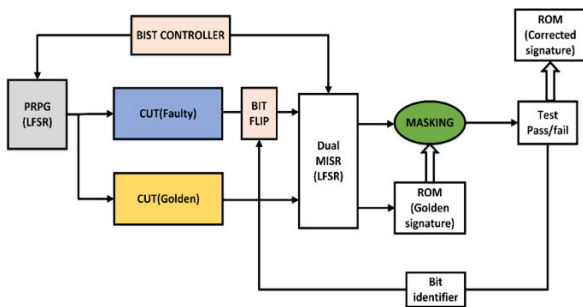 BIST CONTROLLER
ROM
(Corrected
signature)
PRPG
(LFSR)
CUT(Faulty)
BIT
FLIP
Dual
MISR
(LFSR)
MASKING
Test
Pass/fail
CUT(Golden)
ROM
(Golden
signature)
Bit
identifier